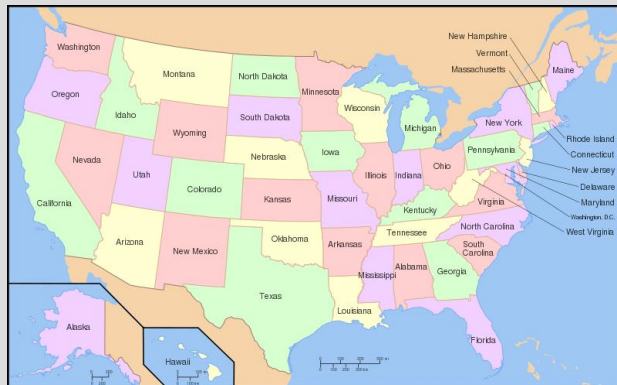 Washington
Montana
North Dakota
Minnesota
Oregon
Idaho
Wyoming
South Dakota
Wisconsin
Michigan
New York
New Hampshire
Vermont
Massachusetts
Maine
Rhode Island
Connecticut
New Jersey
Delaware
Maryland
Washington, D.C.
West Virginia
Nevada
Utah
Colorado
Nebraska
Iowa
Illinois
Indiana
Ohio
Pennsylvania
California
Kansas
Missouri
Kentucky
Virginia
Arizona
New Mexico
Oklahoma
Arkansas
Tennessee
North Carolina
South
Carolina
Texas
Louisiana
Mississippi
Alabama
Georgia
Florida
Alaska
Hawaii